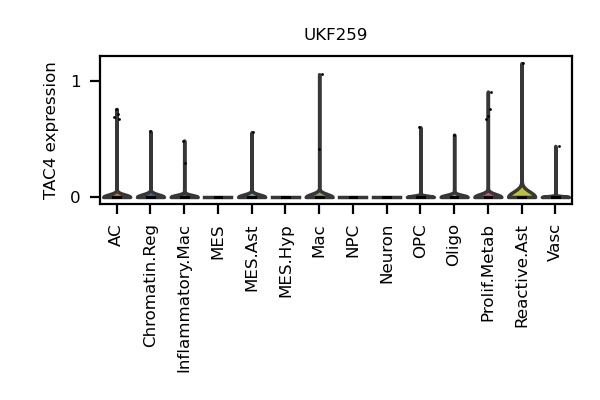 UKF259
TAC4 expression
1
0
AC
Chromatin.Reg
Inflammatory.Mac
MES
MES.Ast
MES.Hyp
Mac
NPC
Neuron
OPC
Oligo
Prolif.Metab
Reactive.Ast
Vasc